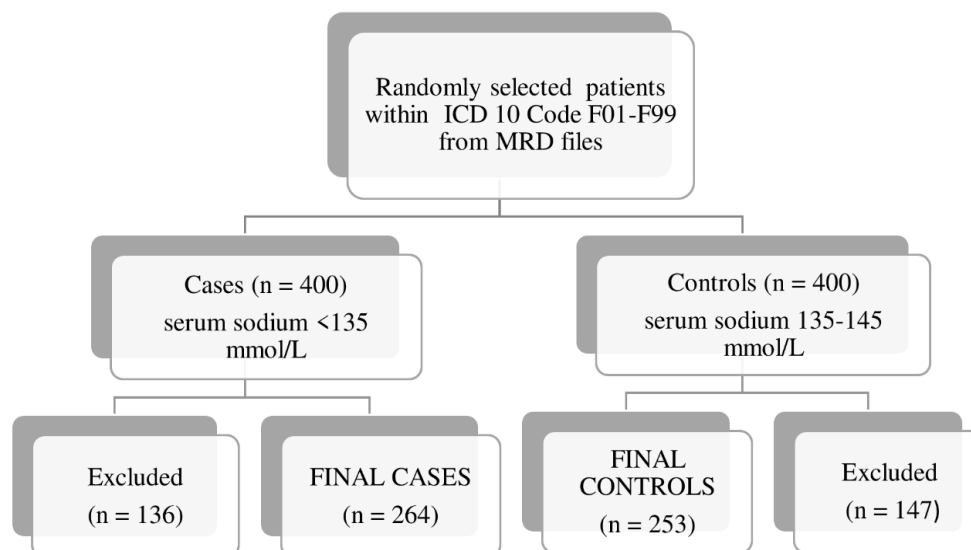 Randomly selected patients
within ICD 10 Code F01-F99
from MRD files
Cases (n = 400)
serum sodium <135
mmol/L
Controls (n = 400)
serum sodium 135-145
mmol/L
Excluded
(n = 136)
FINAL CASES
(n = 264)
FINAL
CONTROLS
(n = 253)
Excluded
(n = 147)